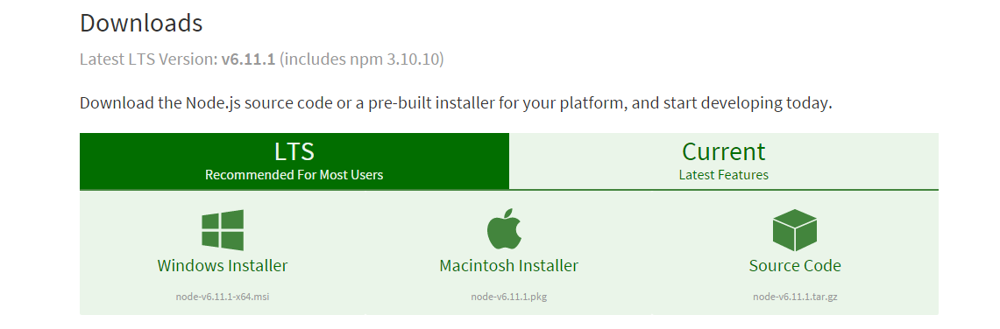 Downloads
Latest LTS Version: v6.11.1 (includes npm 3.10.10)
Download the Node.js source code or a pre-built installer for your platform, and start developing today.
LTS
Recommended For Most Users
Current
Latest Features
Windows Installer
node-v6.11.1-x64.msi
Macintosh Installer
node-v6.11.1.pkg
Source Code
node-v6.11.1.tar.gz